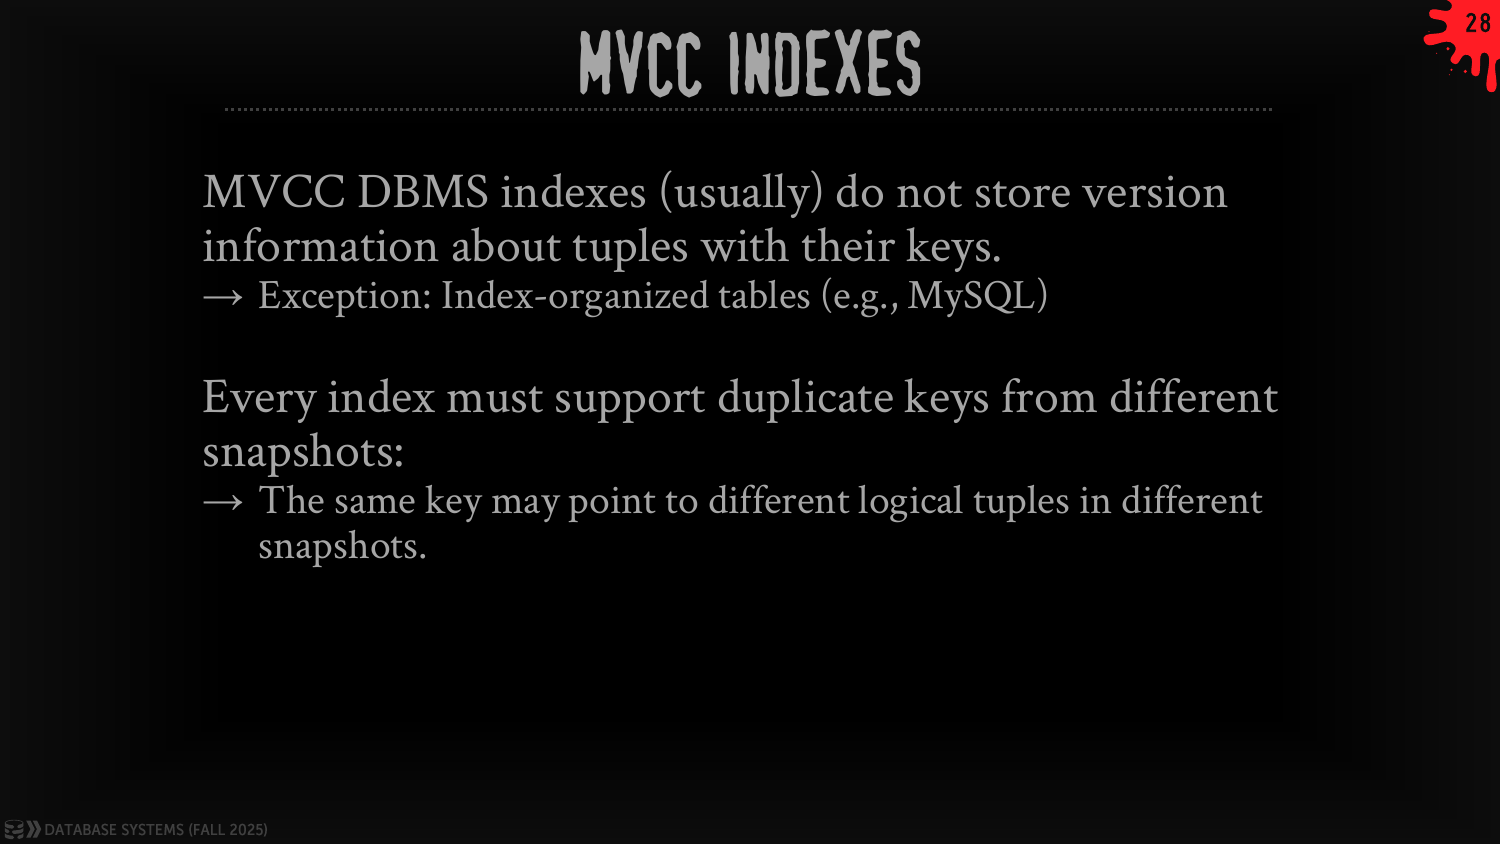 28
MVCC INDEXES
MVCC DBMS indexes (usually) do not store version
information about tuples with their keys.
→ Exception: Index-organized tables (e.g., MySQL)
Every index must support duplicate keys from different
snapshots:
→ The same key may point to different logical tuples in different
snapshots.
DATABASE SYSTEMS (FALL 2025)